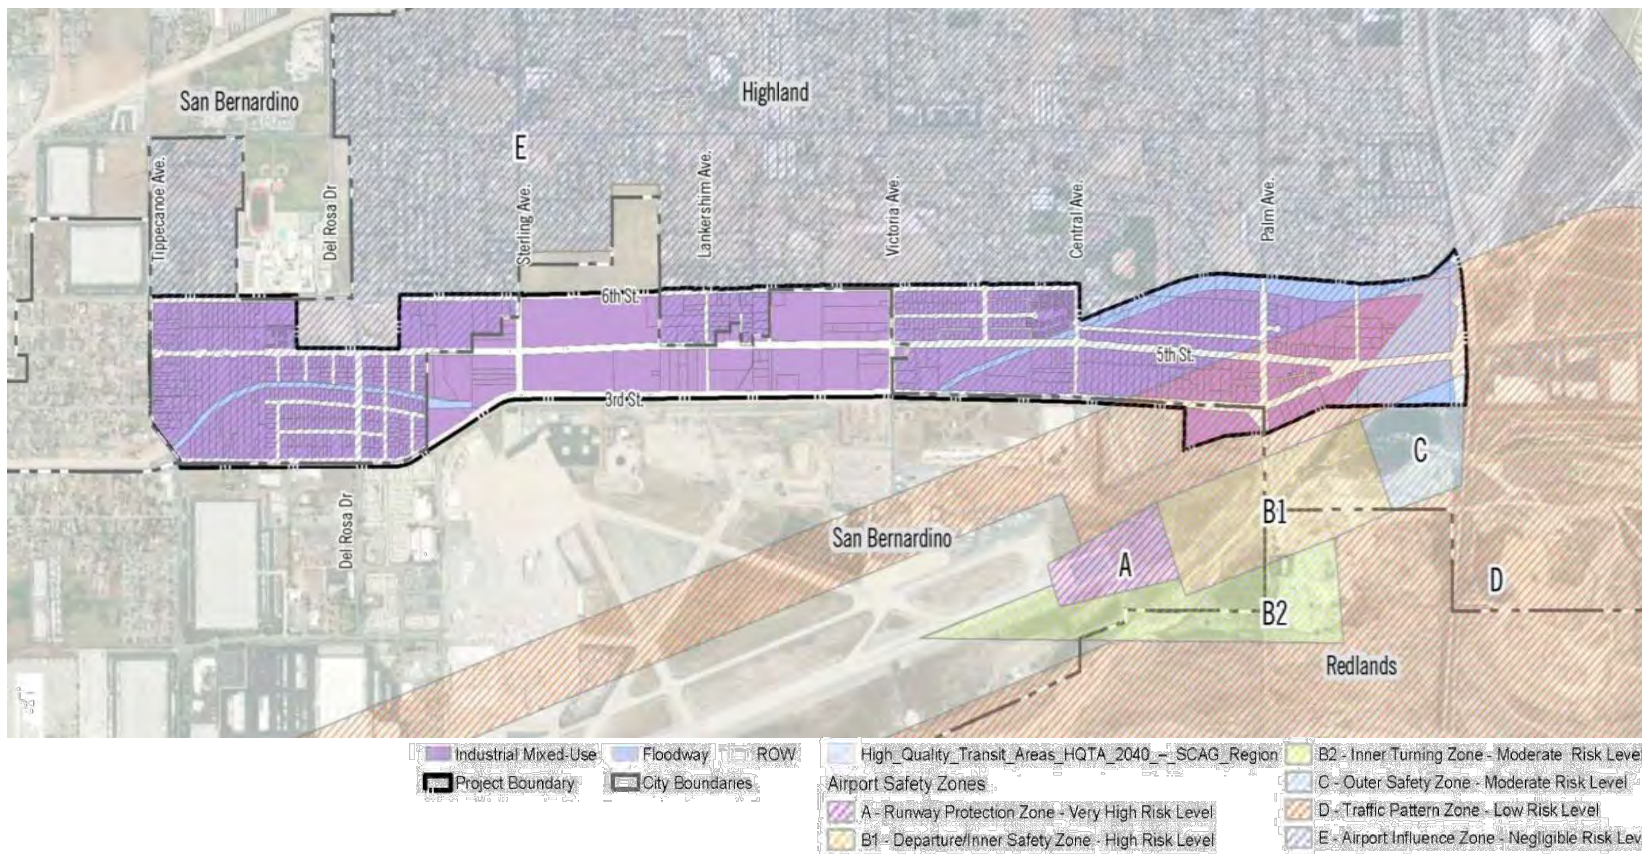 San Bernardino
Highland
E
Tippecanoe Ave.
Del Rosa Dr
Sterling Ave.
Lankershim Ave.
Victoria Ave.
Central Ave.
Palm Ave.
6th St.
5th St.
3rd St.
Del Rosa Dr
San Bernardino
C
B1
A
B2
D
Redlands
Industrial Mixed-Use
Floodway
ROW
Project Boundary
City Boundaries
High_Quality_Transit_Areas_HQTA_2040_–_SCAG_Region
Airport Safety Zones
A - Runway Protection Zone - Very High Risk Level
B1 - Departure/Inner Safety Zone - High Risk Level
B2 - Inner Turning Zone - Moderate Risk Level
C - Outer Safety Zone - Moderate Risk Level
D - Traffic Pattern Zone - Low Risk Level
E - Airport Influence Zone - Negligible Risk Lev